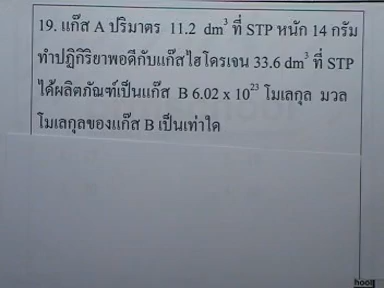 19. แก๊ส A ปริมาตร 11.2 dm³ ที่ STP หนัก 14 กรัม
ทำปฏิกิริยาพอดีกับแก๊สไฮโดรเจน 33.6 dm³ ที่ STP
ได้ผลิตภัณฑ์เป็นแก๊ส B 6.02 x 10²³ โมเลกุล มวล
โมเลกุลของแก๊ส B เป็นเท่าใด